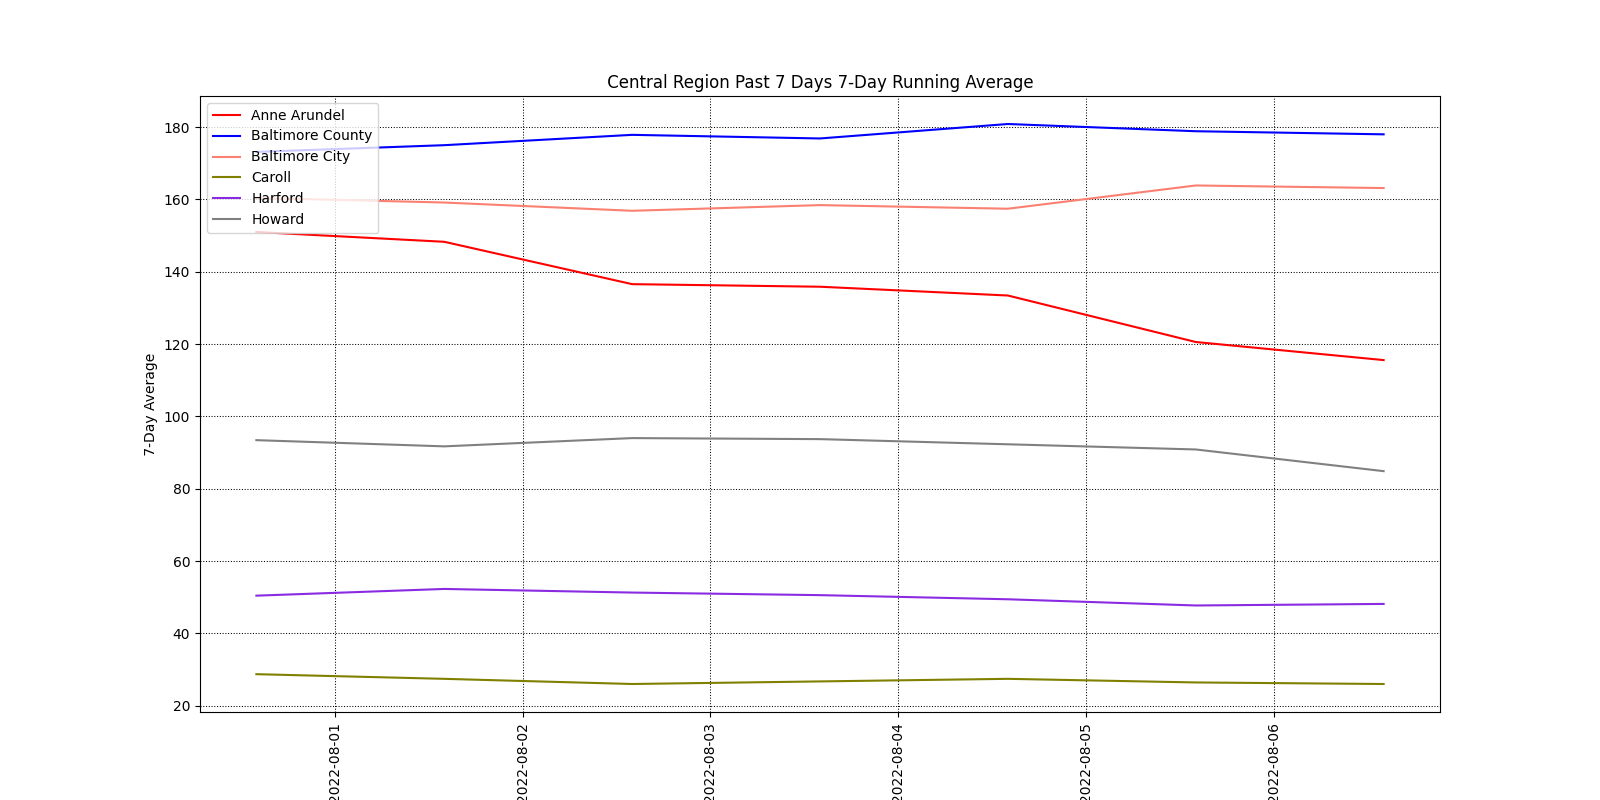 Central Region Past 7 Days 7-Day Running Average
Anne Arundel
Baltimore County
Baltimore City
Caroll
Harford
Howard
7-Day Average
180
160
140
120
100
80
60
40
20
2022-08-01
2022-08-02
2022-08-03
2022-08-04
2022-08-05
2022-08-06